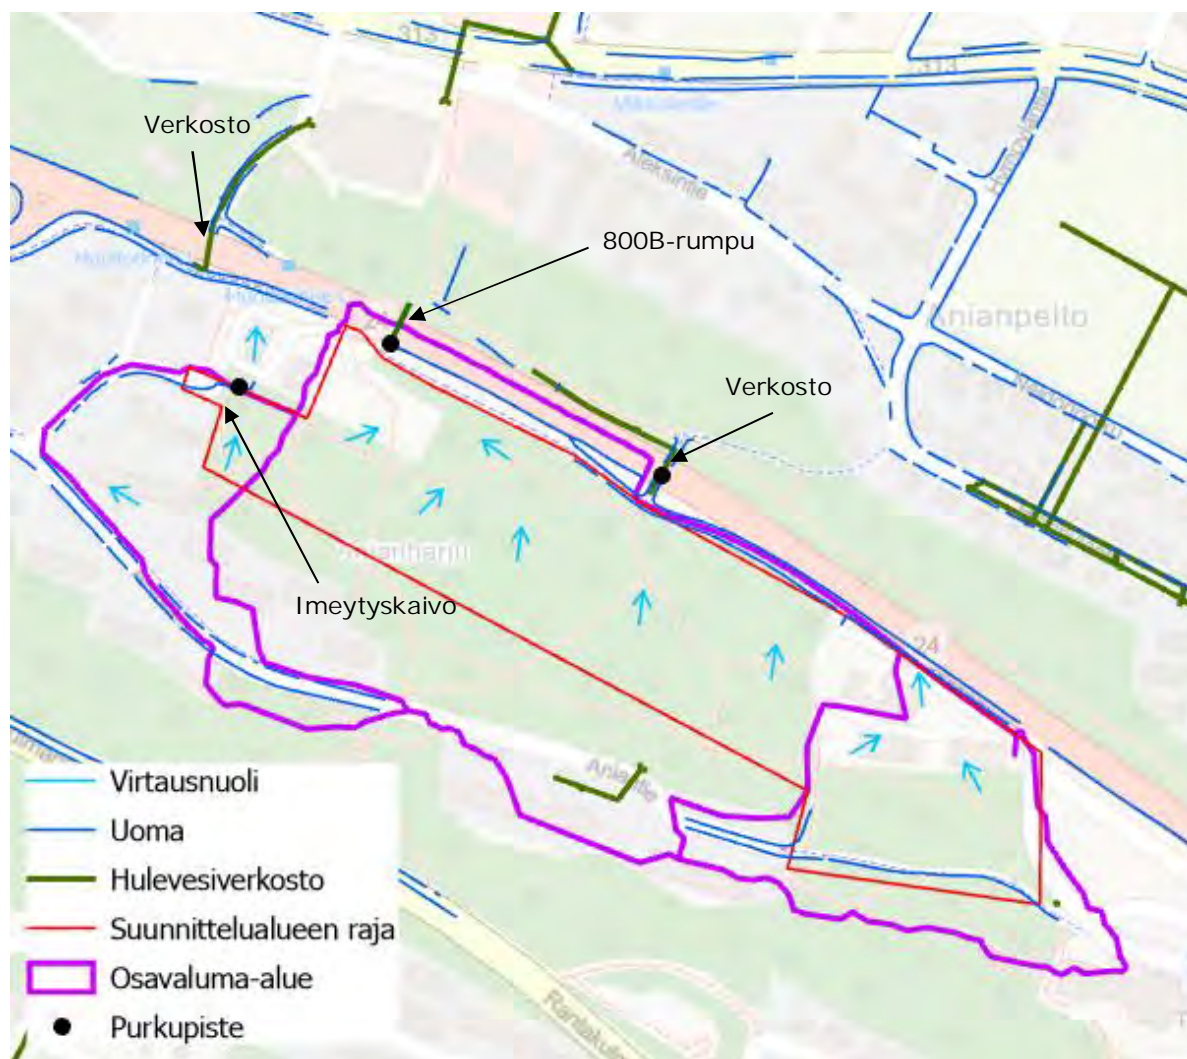 313
313
Verkosto
Aleksintie
800B-rumpu
Anianpelto
24
Verkosto
Anianharju
Imeytyskaivo
24
Aniantie
Virtausnuoli
Uoma
Hulevesiverkosto
Suunnittelualueen raja
Osavaluma-alue
Purkupiste